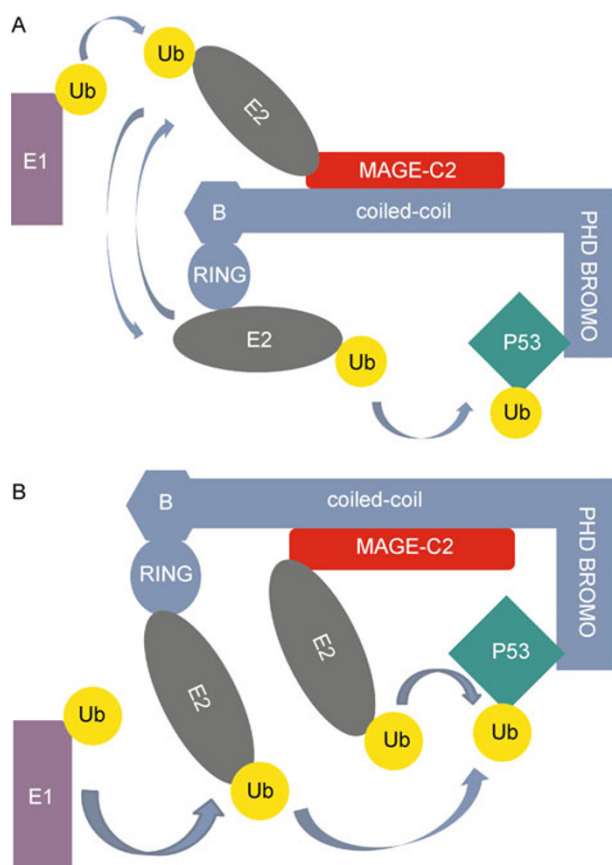 A
Ub
Ub
E2
E1
MAGE-C2
B
coiled-coil
PHD BROMO
RING
E2
Ub
P53
Ub
B
B
coiled-coil
MAGE-C2
PHD BROMO
RING
E2
E2
P53
Ub
Ub
Ub
E1
Ub